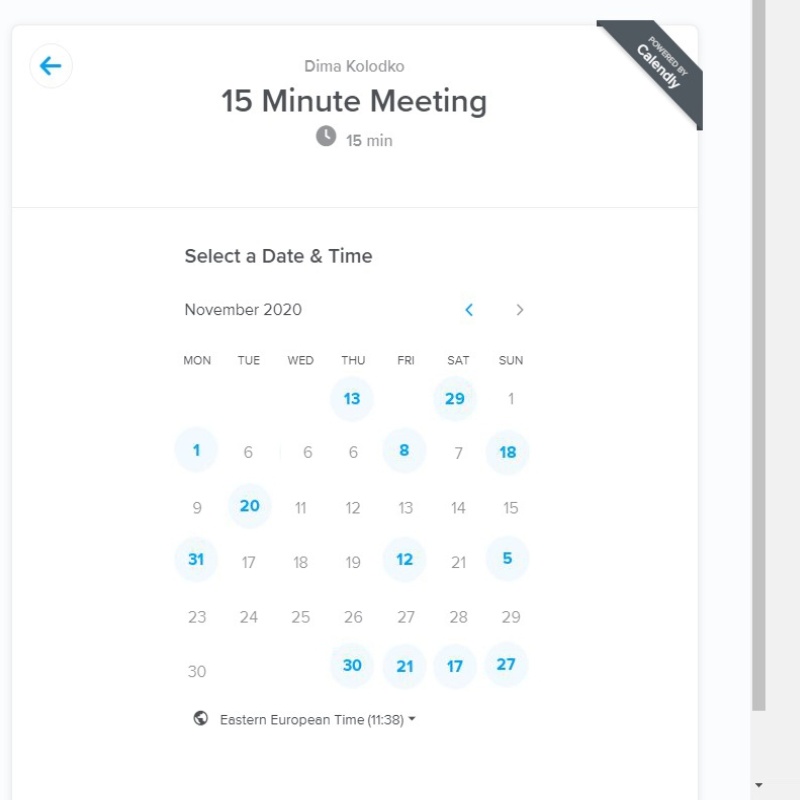 POWERED BY
Calendly
Dima Kolodko
15 Minute Meeting
15 min
Select a Date & Time
November 2020
MON TUE WED THU FRI SAT SUN
13 29 1
1 6 6 6 8 7 18
9 20 11 12 13 14 15
31 17 18 19 12 21 5
23 24 25 26 27 28 29
30 30 21 17 27
Eastern European Time (11:38)